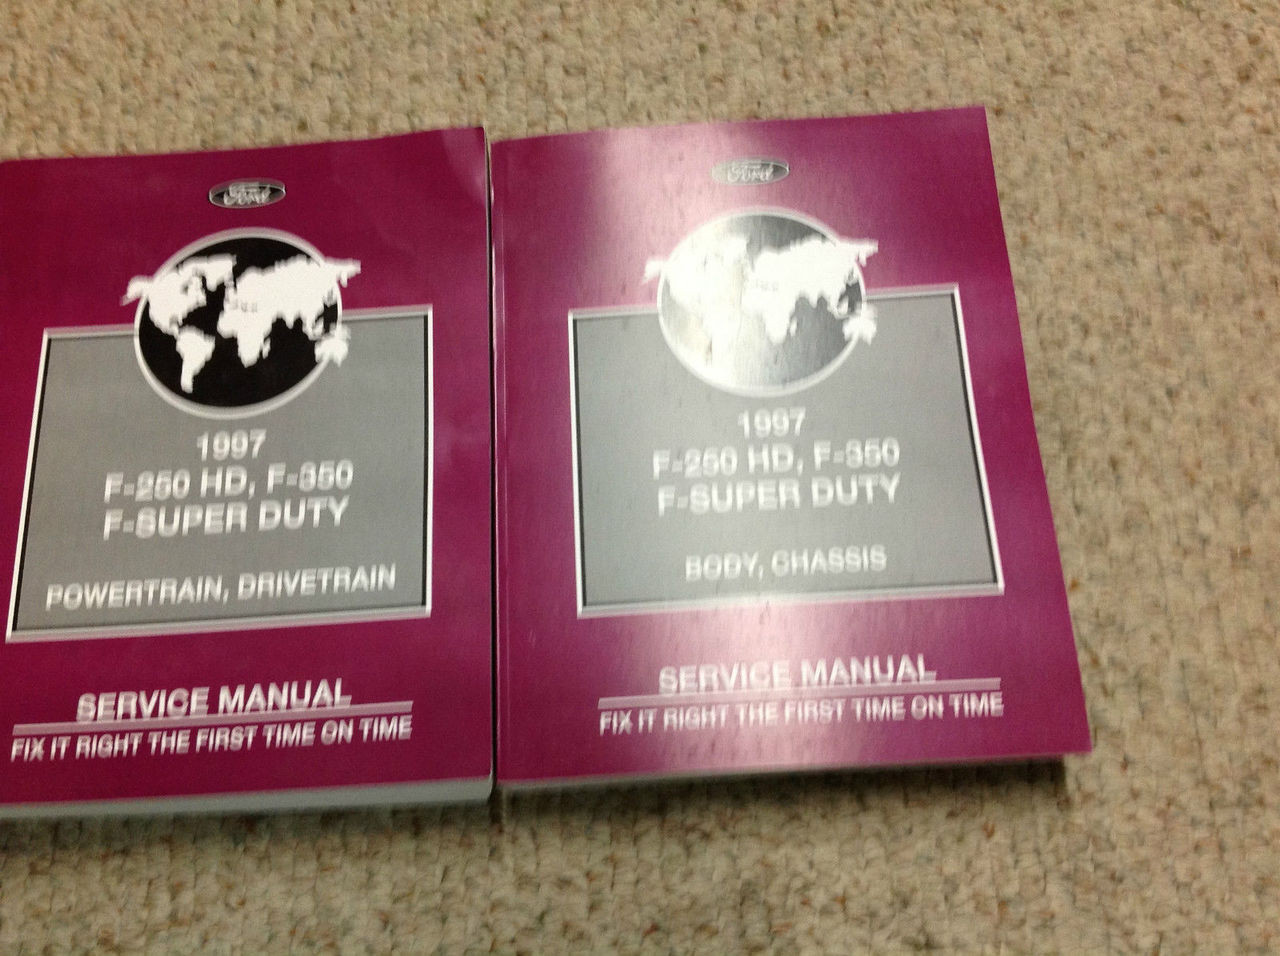 Ford
1997
F-250 HD, F-350
F-SUPER DUTY
POWERTRAIN, DRIVETRAIN
SERVICE MANUAL
FIX IT RIGHT THE FIRST TIME ON TIME
Ford
1997
F-250 HD, F-350
F-SUPER DUTY
BODY, CHASSIS
SERVICE MANUAL
FIX IT RIGHT THE FIRST TIME ON TIME